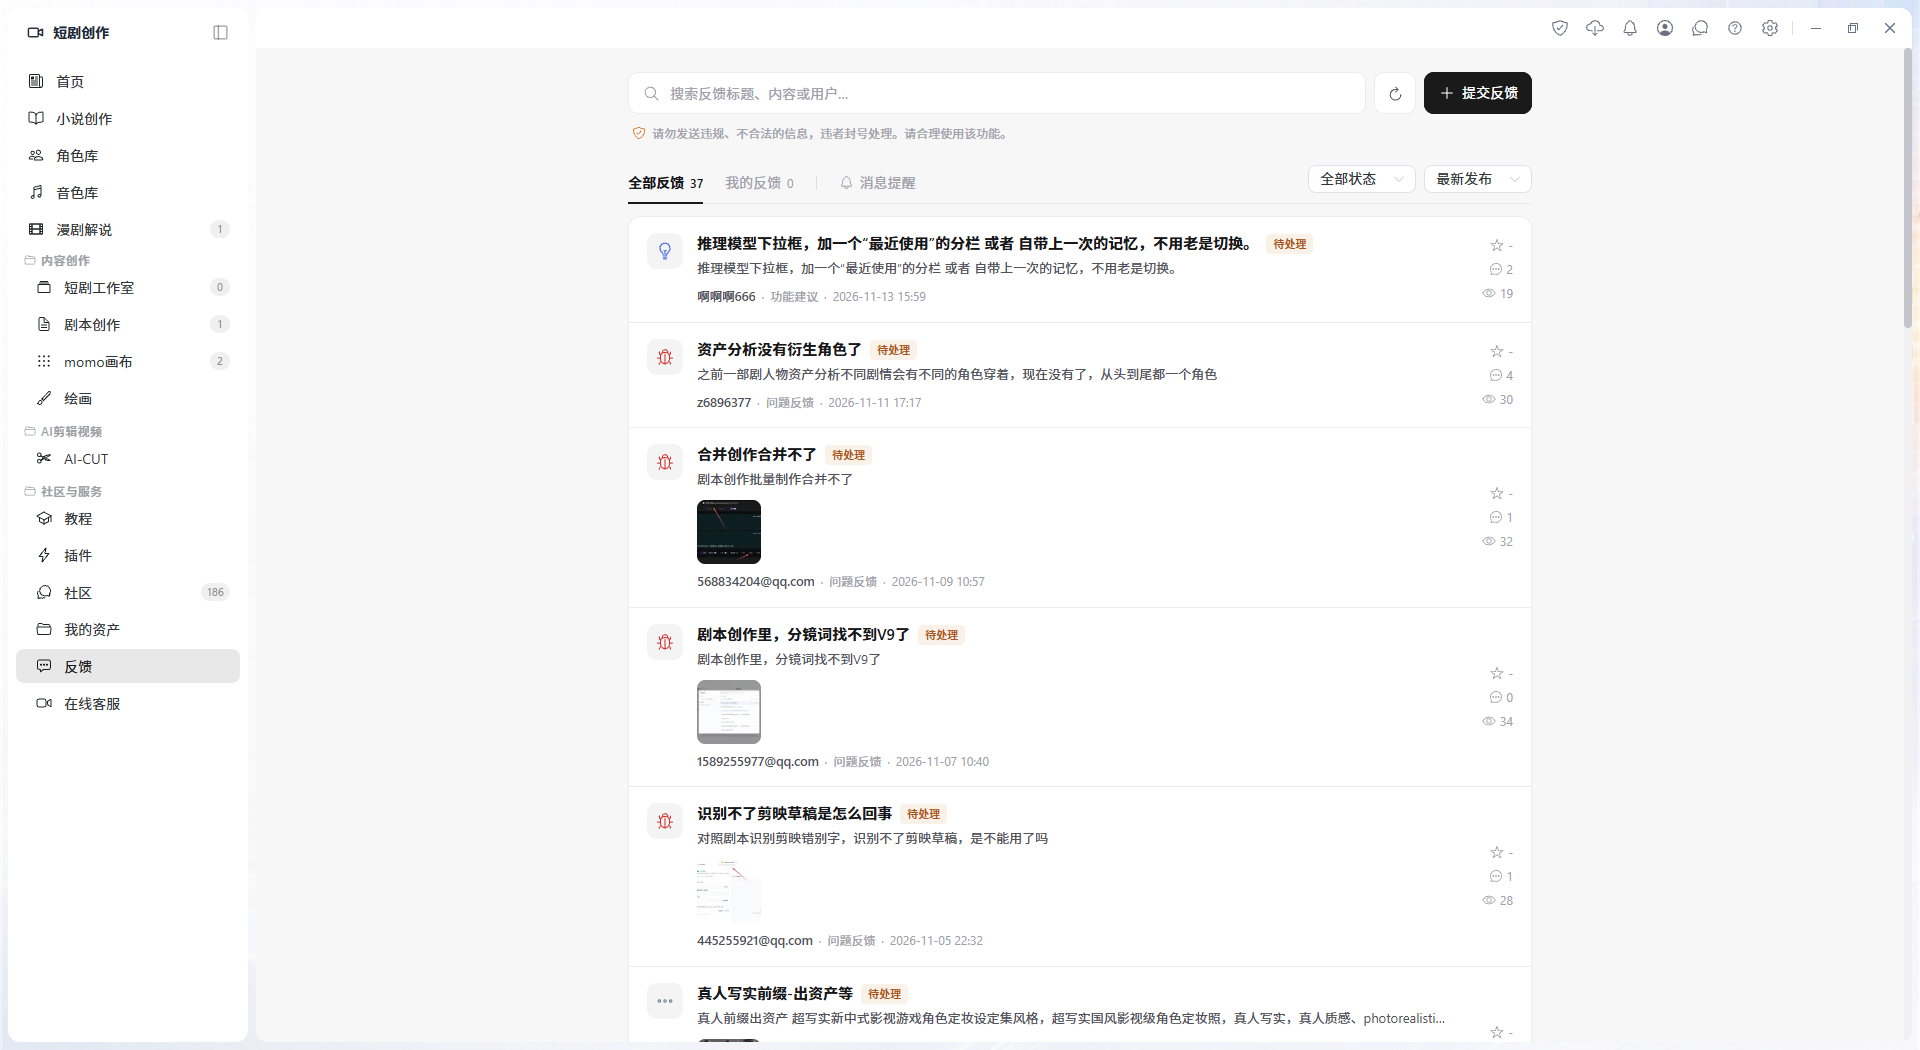 短剧创作
首页
小说创作
角色库
音色库
漫剧解说 1
内容创作
短剧工作室 0
剧本创作 1
momo画布 2
绘画
AI剪辑视频
AI-CUT
社区与服务
教程
插件
社区 186
我的资产
反馈
在线客服
搜索反馈标题、内容或用户...
提交反馈
请勿发送违规、不合法的信息，违者封号处理。请合理使用该功能。
全部反馈 37 我的反馈 0 消息提醒 全部状态 最新发布
推理模型下拉框，加一个“最近使用”的分栏 或者 自带上一次的记忆，不用老是切换。 待处理
推理模型下拉框，加一个“最近使用”的分栏 或者 自带上一次的记忆，不用老是切换。
啊啊啊666 · 功能建议 · 2026-11-13 15:59
-
2
19
资产分析没有衍生角色了 待处理
之前一部剧人物资产分析不同剧情会有不同的角色穿着，现在没有了，从头到尾都一个角色
z6896377 · 问题反馈 · 2026-11-11 17:17
-
4
30
合并创作合并不了 待处理
剧本创作批量制作合并不了
568834204@qq.com · 问题反馈 · 2026-11-09 10:57
-
1
32
剧本创作里，分镜词找不到V9了 待处理
剧本创作里，分镜词找不到V9了
1589255977@qq.com · 问题反馈 · 2026-11-07 10:40
-
0
34
识别不了剪映草稿是怎么回事 待处理
对照剧本识别剪映错别字，识别不了剪映草稿，是不能用了吗
445255921@qq.com · 问题反馈 · 2026-11-05 22:32
-
1
28
真人写实前缀-出资产等 待处理
真人前缀出资产 超写实新中式影视游戏角色定妆设定集风格，超写实国风影视级角色定妆照，真人写实，真人质感、photorealisti...
-